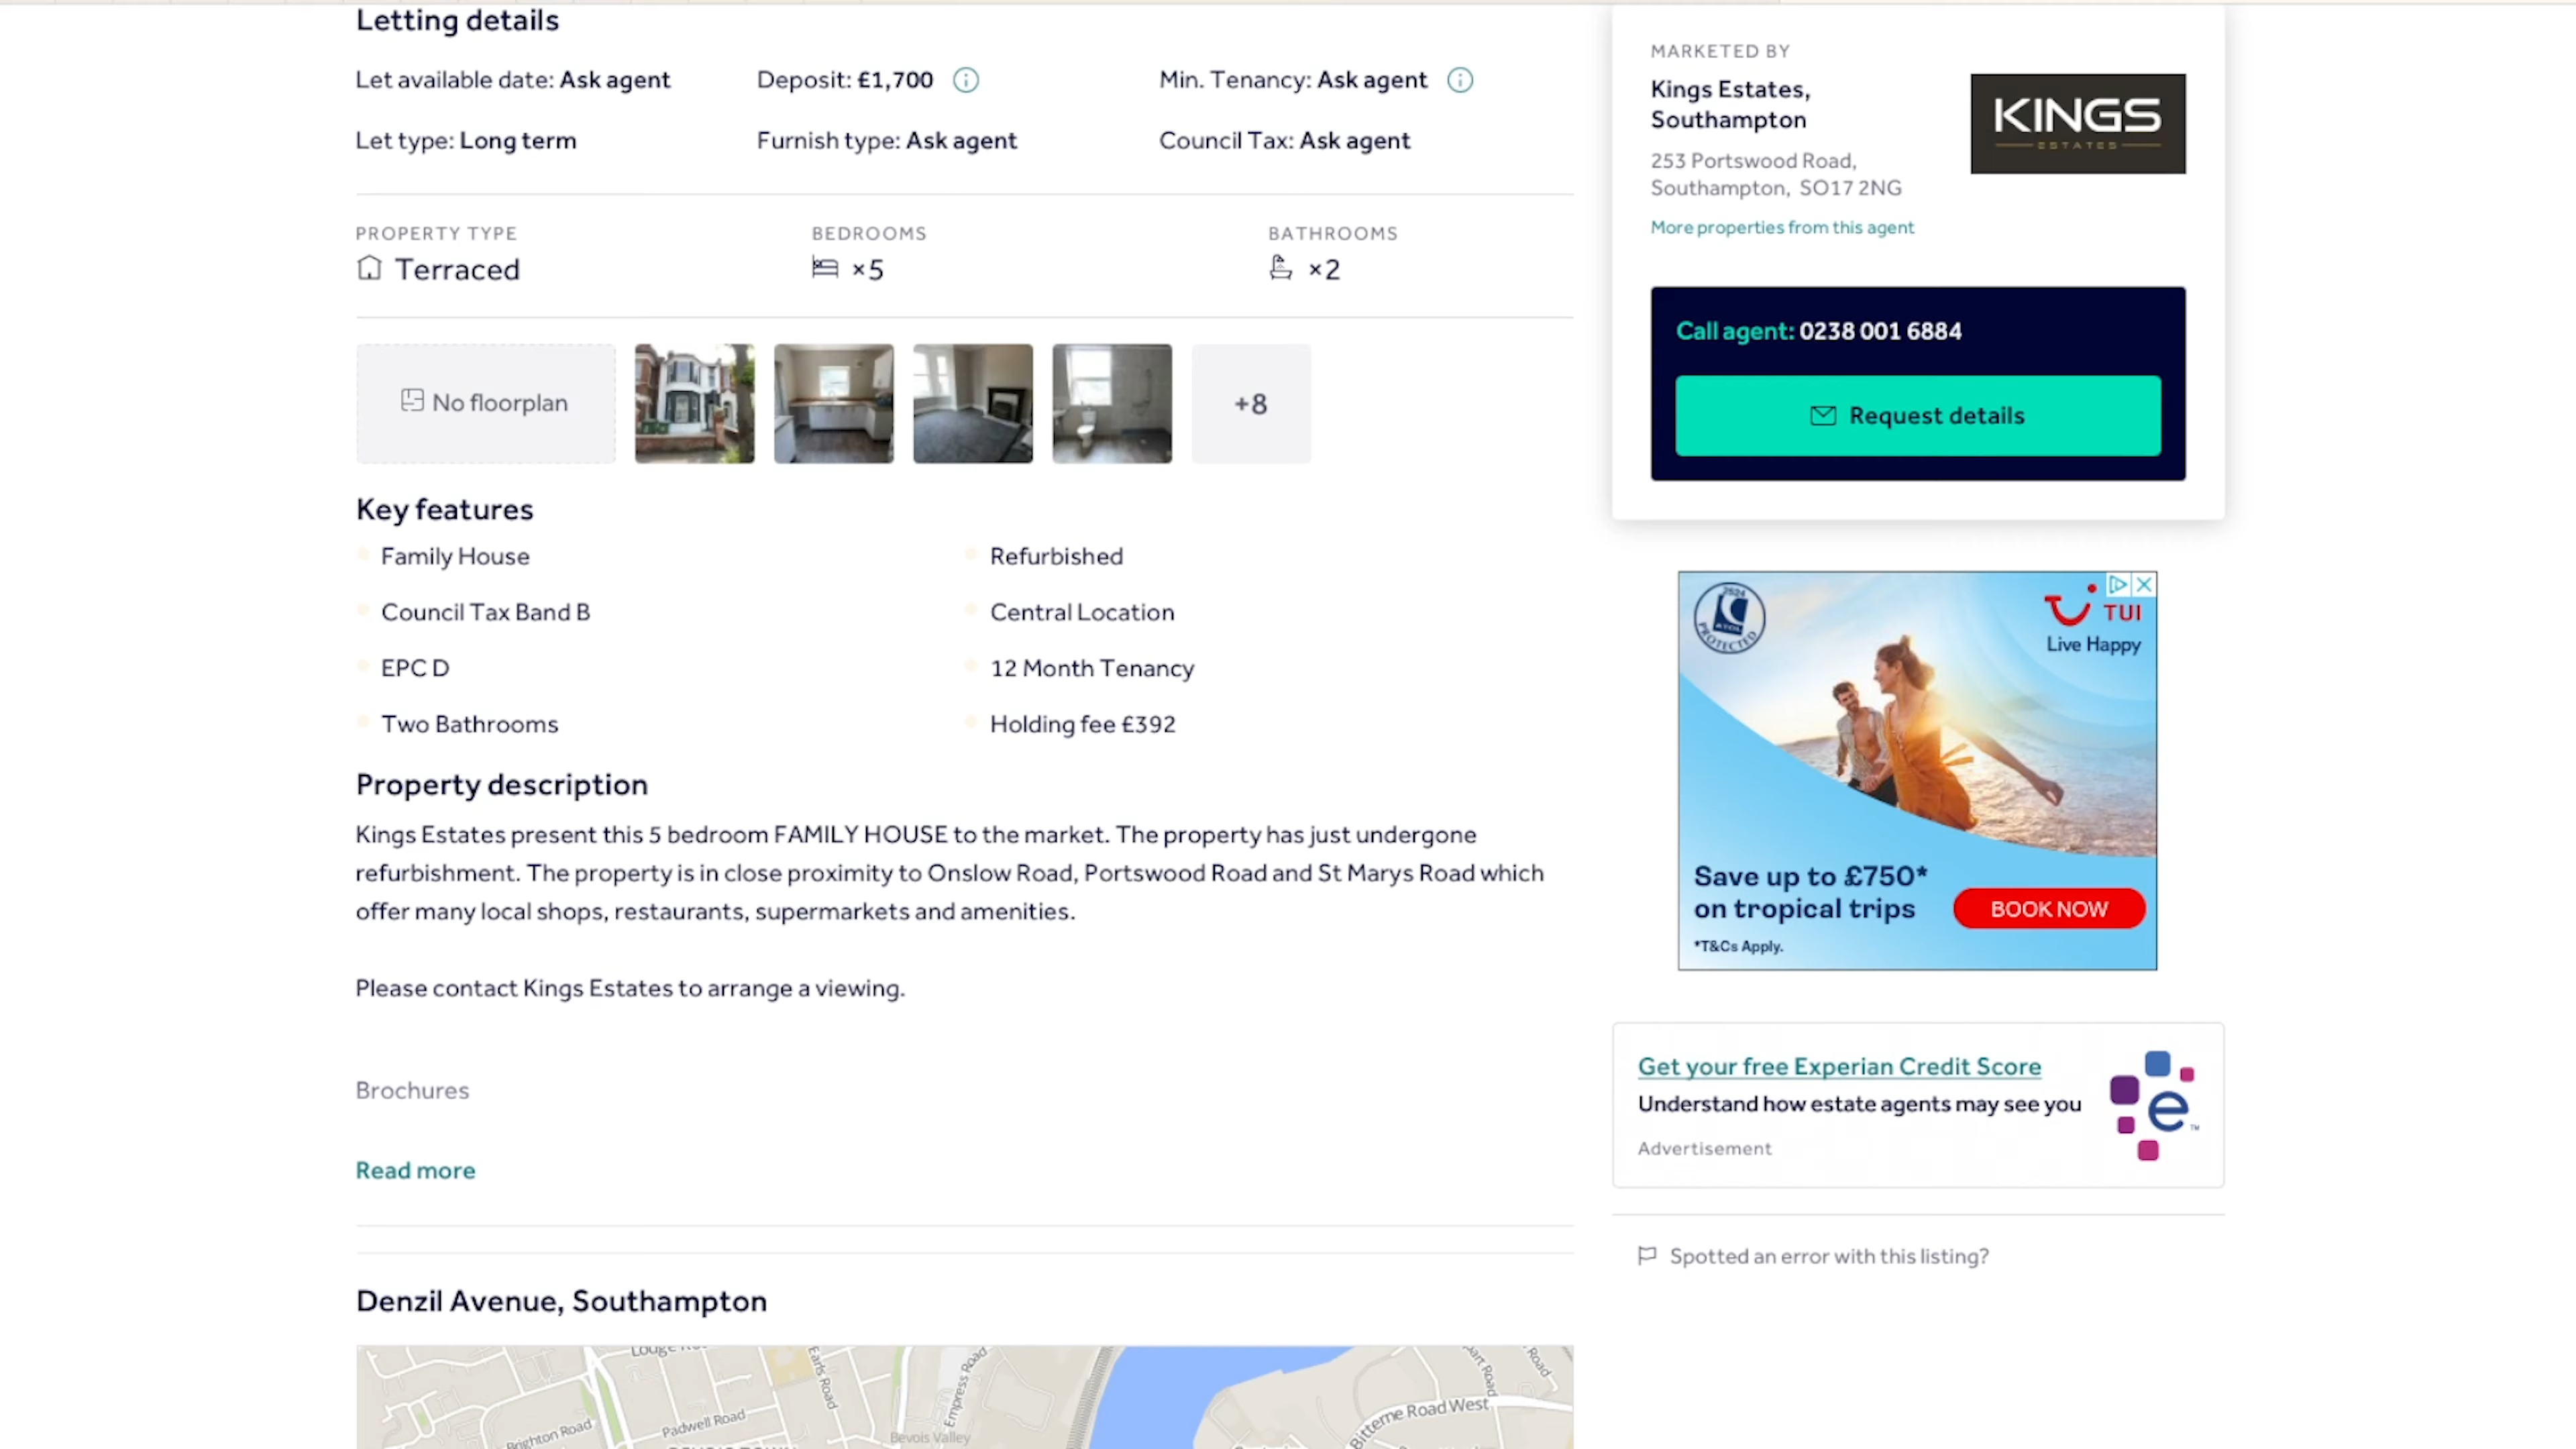 Letting details
Let available date: Ask agent
Deposit: £1,700
Min. Tenancy: Ask agent
Let type: Long term
Furnish type: Ask agent
Council Tax: Ask agent
PROPERTY TYPE
Terraced
BEDROOMS
×5
BATHROOMS
×2
No floorplan
+8
Key features
Family House
Refurbished
Council Tax Band B
Central Location
EPC D
12 Month Tenancy
Two Bathrooms
Holding fee £392
Property description
Kings Estates present this 5 bedroom FAMILY HOUSE to the market. The property has just undergone
refurbishment. The property is in close proximity to Onslow Road, Portswood Road and St Marys Road which
offer many local shops, restaurants, supermarkets and amenities.
Please contact Kings Estates to arrange a viewing.
Brochures
Read more
Denzil Avenue, Southampton
Earls Road
Empress Road
Brighton Road
Padwell Road
Bevois Valley
Bitterne Road West
Road
MARKETED BY
Kings Estates,
Southampton
253 Portswood Road,
Southampton, SO17 2NG
More properties from this agent
KINGS
ESTATES
Call agent: 0238 001 6884
Request details
2524
ATOL
PROTECTED
TUI
Live Happy
Save up to £750*
on tropical trips
BOOK NOW
*T&Cs Apply.
Get your free Experian Credit Score
Understand how estate agents may see you
Advertisement
e™
Spotted an error with this listing?